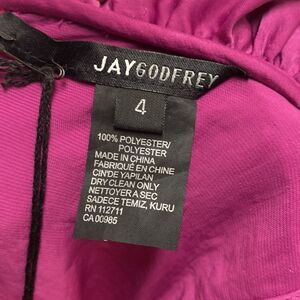 JAYGODFREY
4
100% POLYESTER/
POLYESTER
MADE IN CHINA
FABRIQUÉ EN CHINE
CIN'DE YAPILAN
DRY CLEAN ONLY
NETTOYER A SEC
SADECE TEMIZ, KURU
RN 112711
CA 00985